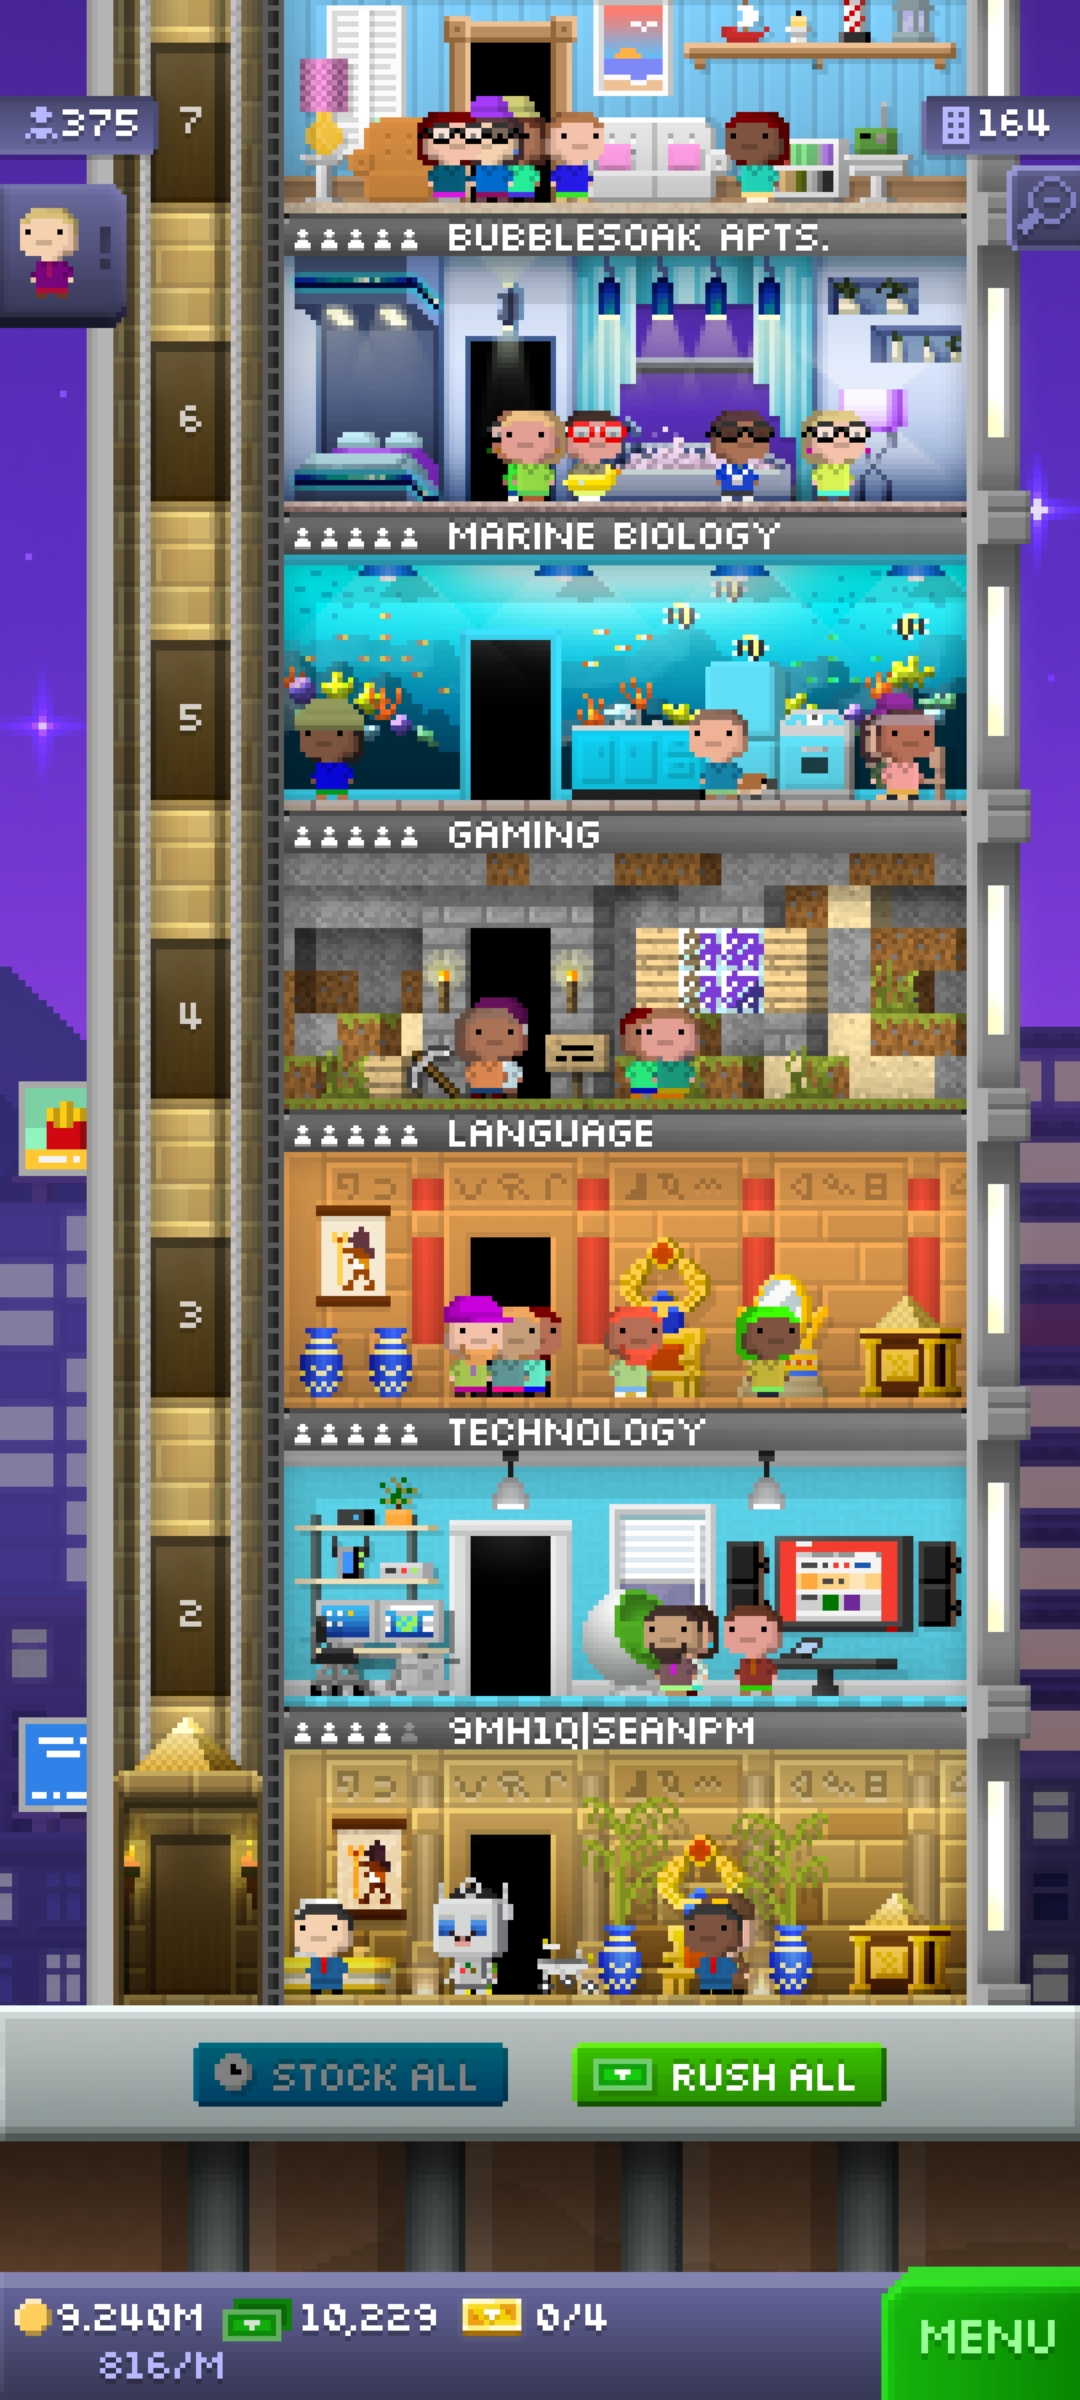 7
375
164
!
BUBBLESOAK APTS.
6
MARINE BIOLOGY
5
GAMING
4
LANGUAGE
3
TECHNOLOGY
2
9MH1Q|SEANPM
STOCK ALL
RUSH ALL
9.240M
10,229
0/4
816/M
MENU